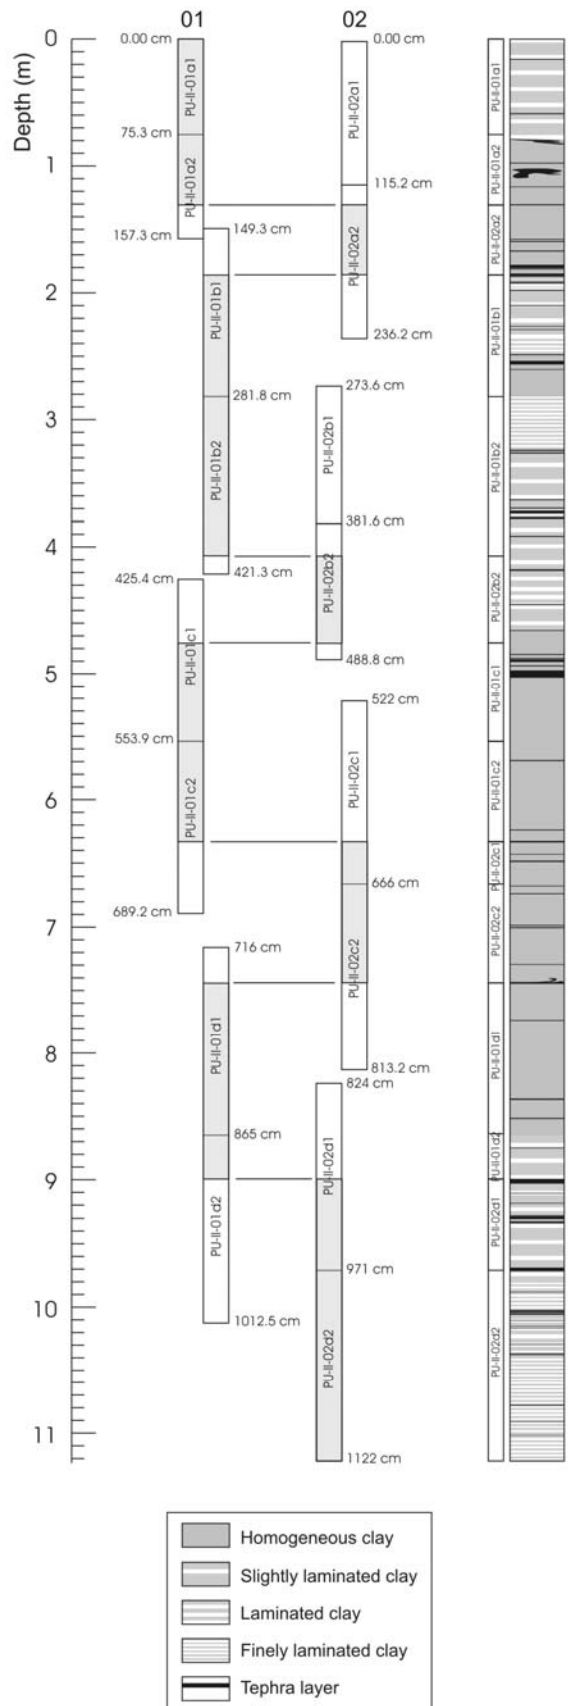 01
02
Depth (m)
0
1
2
3
4
5
6
7
8
9
10
11
0.00 cm
75.3 cm
157.3 cm
PU-II-01a1
PU-II-01a2
149.3 cm
281.8 cm
421.3 cm
PU-II-01b1
PU-II-01b2
425.4 cm
553.9 cm
689.2 cm
PU-II-01c1
PU-II-01c2
716 cm
865 cm
1012.5 cm
PU-II-01d1
PU-II-01d2
0.00 cm
115.2 cm
236.2 cm
PU-II-02a1
PU-II-02a2
273.6 cm
381.6 cm
488.8 cm
PU-II-02b1
PU-II-02b2
522 cm
666 cm
813.2 cm
PU-II-02c1
PU-II-02c2
824 cm
971 cm
1122 cm
PU-II-02d1
PU-II-02d2
PU-II-01a1
PU-II-01a2
PU-II-02a2
PU-II-01b1
PU-II-01b2
PU-II-02b2
PU-II-01c1
PU-II-01c2
PU-II-02c1
PU-II-02c2
PU-II-01d1
PU-II-01d2
PU-II-02d1
PU-II-02d2
Homogeneous clay
Slightly laminated clay
Laminated clay
Finely laminated clay
Tephra layer